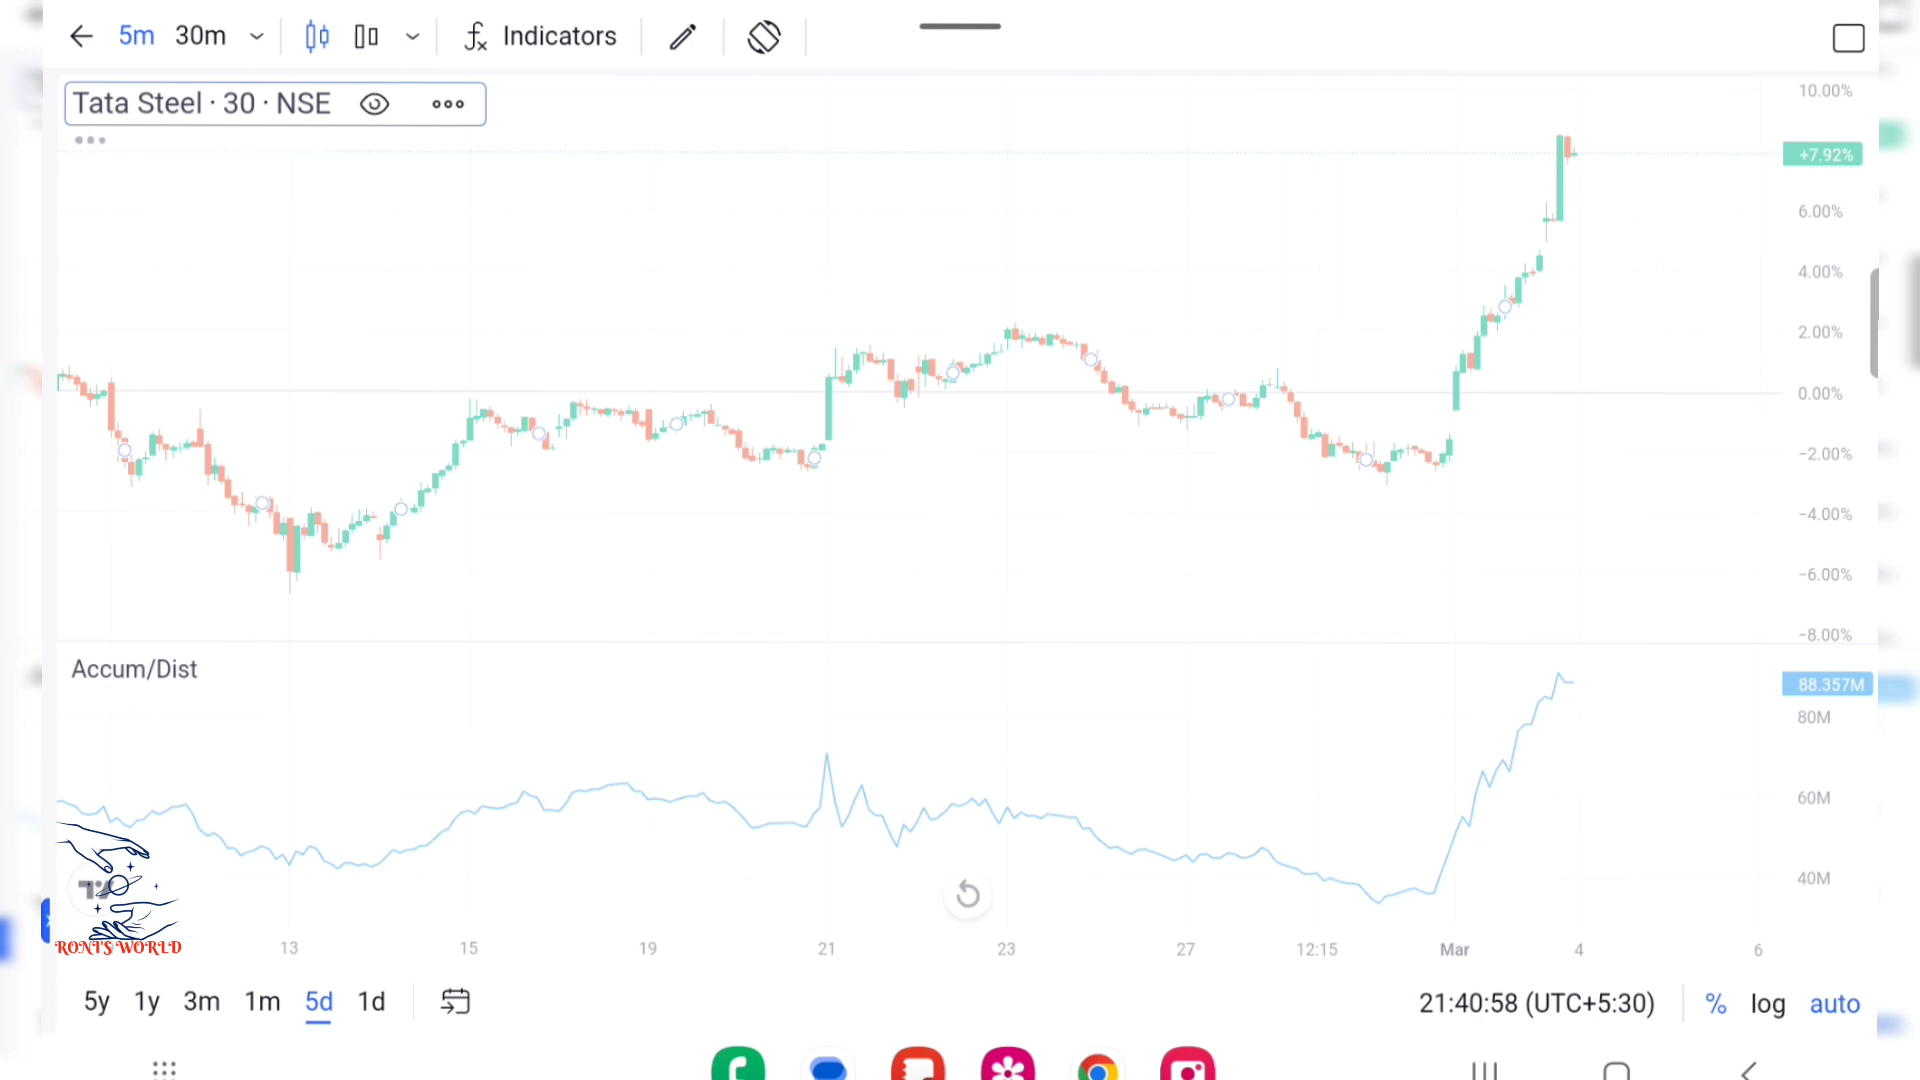 5m 30m Indicators
Tata Steel · 30 · NSE
10.00%
+7.92%
6.00%
4.00%
2.00%
0.00%
−2.00%
−4.00%
−6.00%
−8.00%
Accum/Dist
88.357M
80M
60M
40M
RONI'S WORLD
13 15 19 21 23 27 12:15 Mar 4 6
5y 1y 3m 1m 5d 1d 21:40:58 (UTC+5:30) % log auto